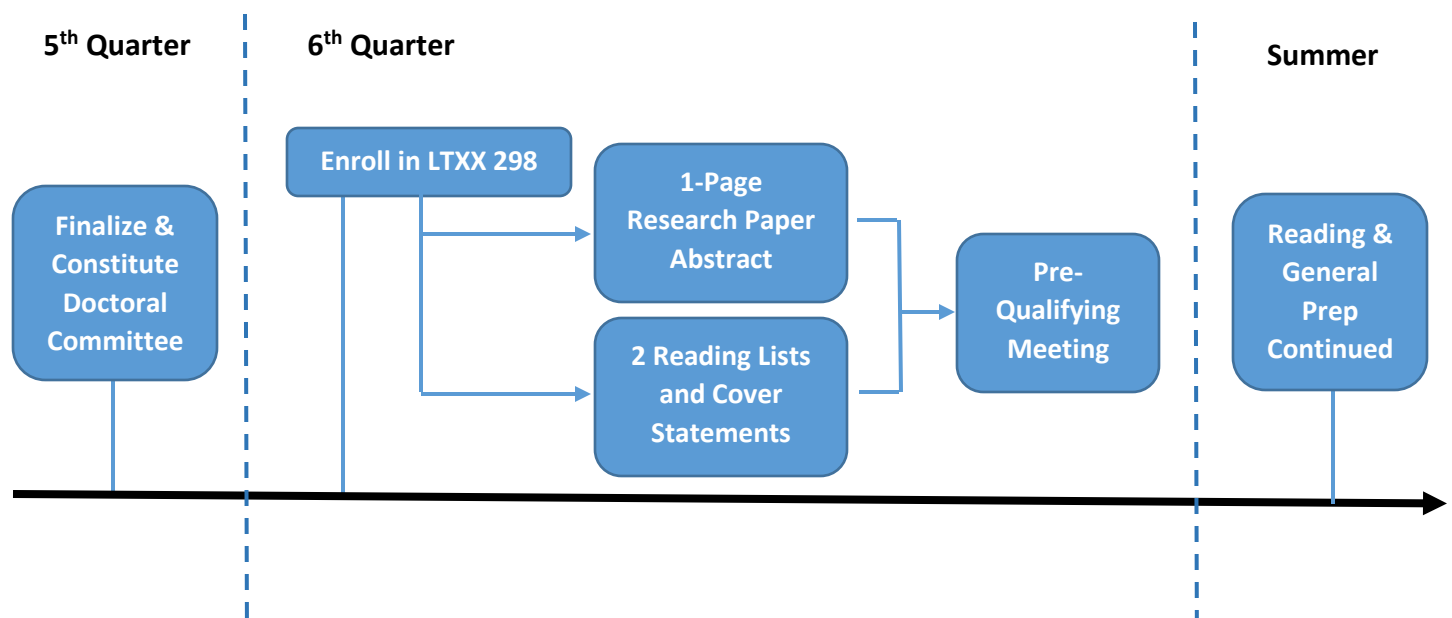 5th Quarter
6th Quarter
Summer
Finalize &
Constitute
Doctoral
Committee
Enroll in LTXX 298
1-Page
Research Paper
Abstract
2 Reading Lists
and Cover
Statements
Pre-
Qualifying
Meeting
Reading &
General
Prep
Continued